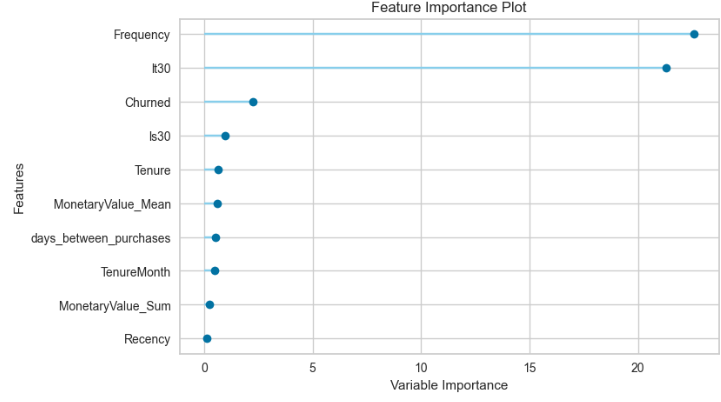 Feature Importance Plot
Frequency
lt30
Churned
ls30
Tenure
MonetaryValue_Mean
days_between_purchases
TenureMonth
MonetaryValue_Sum
Recency
Features
0 5 10 15 20
Variable Importance